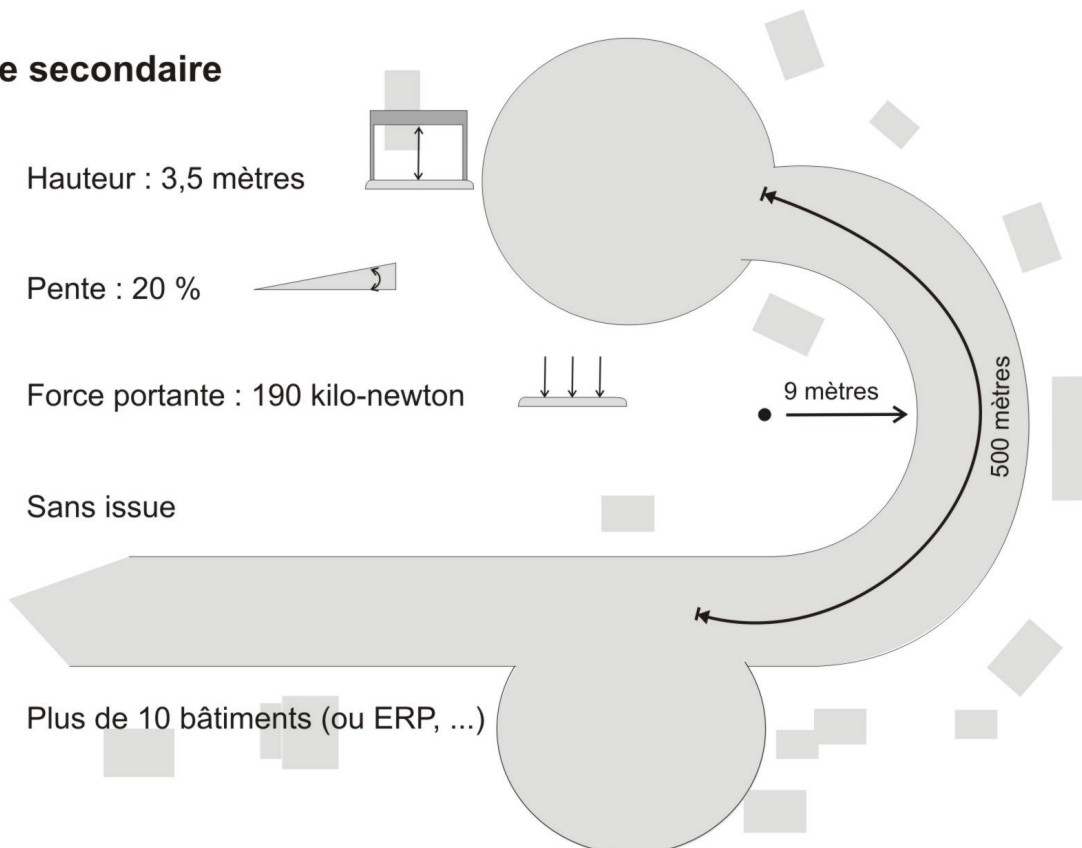 e secondaire
Hauteur : 3,5 mètres
Pente : 20 %
Force portante : 190 kilo-newton
9 mètres
500 mètres
Sans issue
Plus de 10 bâtiments (ou ERP, ...)